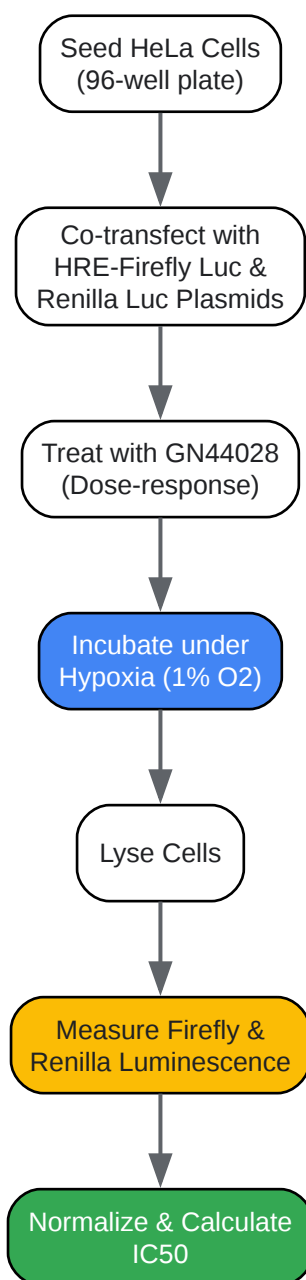 Seed HeLa Cells
(96-well plate)
Co-transfect with
HRE-Firefly Luc &
Renilla Luc Plasmids
Treat with GN44028
(Dose-response)
Incubate under
Hypoxia (1% O2)
Lyse Cells
Measure Firefly &
Renilla Luminescence
Normalize & Calculate
IC50